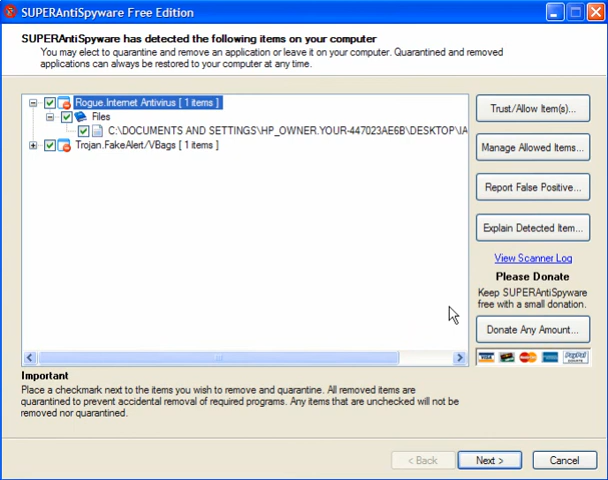 SUPERAntiSpyware Free Edition
SUPERAntiSpyware has detected the following items on your computer
You may elect to quarantine and remove an application or leave it on your computer. Quarantined and removed
applications can always be restored to your computer at any time.
Rogue.Internet Antivirus [ 1 items ]
Files
C:\DOCUMENTS AND SETTINGS\HP_OWNER.YOUR-447023AE6B\DESKTOP\IA
Trojan.FakeAlert/VBags [ 1 items ]
Trust/Allow Item(s)...
Manage Allowed Items...
Report False Positive...
Explain Detected Item...
View Scanner Log
Please Donate
Keep SUPERAntiSpyware
free with a small donation.
Donate Any Amount...
VISA
PayPal
Important
Place a checkmark next to the items you wish to remove and quarantine. All removed items are
quarantined to prevent accidental removal of required programs. Any items that are unchecked will not be
removed nor quarantined.
< Back
Next >
Cancel